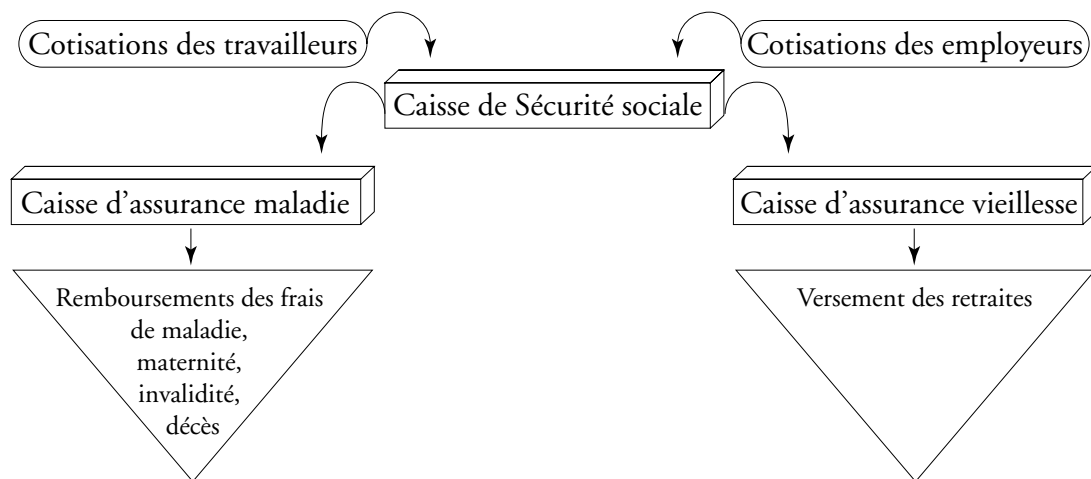 Cotisations des travailleurs
Cotisations des employeurs
Caisse de Sécurité sociale
Caisse d’assurance maladie
Caisse d’assurance vieillesse
Remboursements des frais
de maladie,
maternité,
invalidité,
décès
Versement des retraites